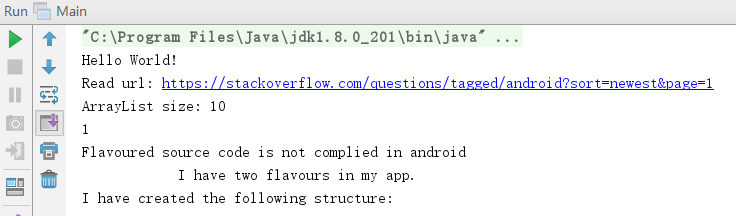 Run Main
"C:\Program Files\Java\jdk1.8.0_201\bin\java" ...
Hello World!
Read url: https://stackoverflow.com/questions/tagged/android?sort=newest&page=1
ArrayList size: 10
1
Flavoured source code is not complied in android
I have two flavours in my app.
I have created the following structure: